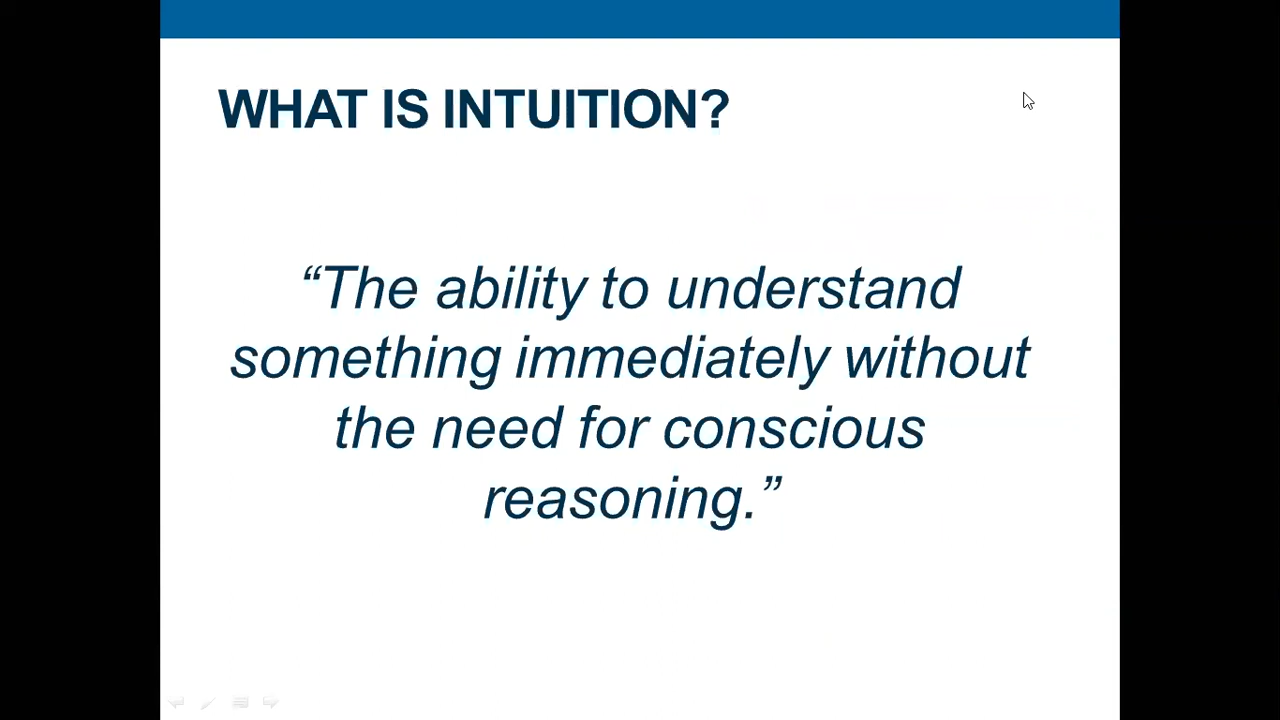 WHAT IS INTUITION?
“The ability to understand
something immediately without
the need for conscious
reasoning.”